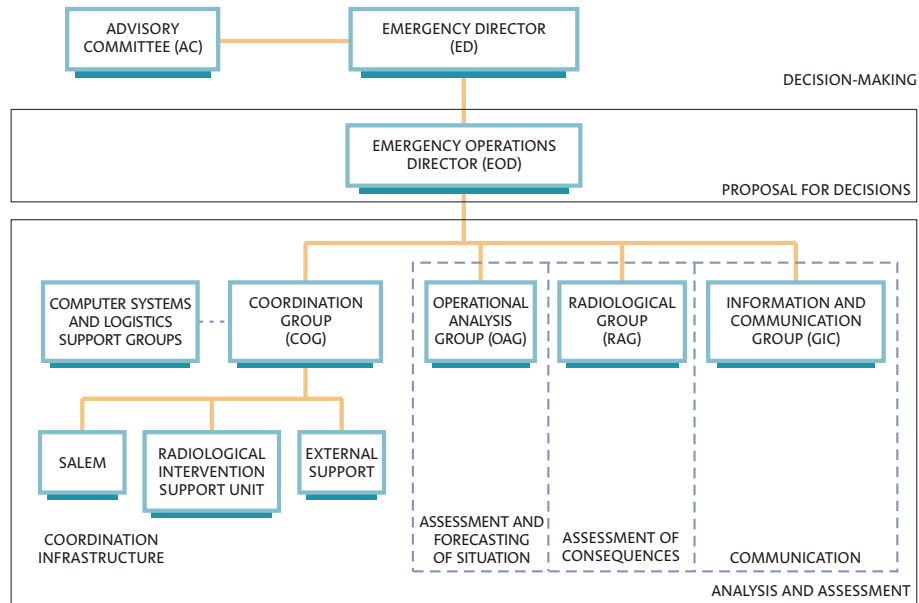 ADVISORY
COMMITTEE (AC)
EMERGENCY DIRECTOR
(ED)
DECISION-MAKING
EMERGENCY OPERATIONS
DIRECTOR (EOD)
PROPOSAL FOR DECISIONS
COMPUTER SYSTEMS
AND LOGISTICS
SUPPORT GROUPS
COORDINATION
GROUP
(COG)
OPERATIONAL
ANALYSIS
GROUP (OAG)
RADIOLOGICAL
GROUP
(RAG)
INFORMATION AND
COMMUNICATION
GROUP (GIC)
SALEM
RADIOLOGICAL
INTERVENTION
SUPPORT UNIT
EXTERNAL
SUPPORT
COORDINATION
INFRASTRUCTURE
ASSESSMENT AND
FORECASTING
OF SITUATION
ASSESSMENT OF
CONSEQUENCES
COMMUNICATION
ANALYSIS AND ASSESSMENT